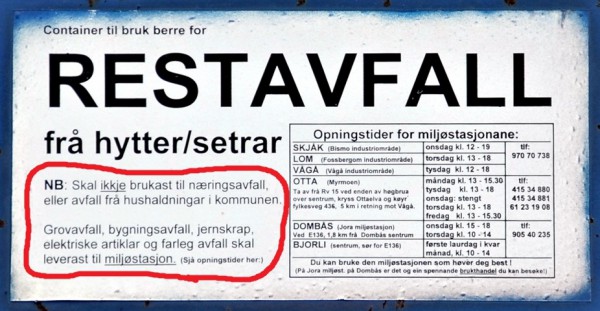 Container til bruk berre for
RESTAVFALL
frå hytter/setrar
NB: Skal ikkje brukast til næringsavfall,
eller avfall frå hushaldningar i kommunen.
Grovavfall, bygningsavfall, jernskrap,
elektriske artiklar og farleg avfall skal
leverast til miljøstasjon. (Sjå opningstider her:)
Opningstider for miljøstasjonane:
SKJÅK (Bismo industriområde) onsdag kl. 12 - 19 tlf:
LOM (Fossbergom industriområde) torsdag kl. 13 - 18 970 70 738
VÅGÅ (Vågå industriområde) tysdag kl. 12 - 18
OTTA (Myrmoen) måndag kl. 13 - 15.30 tlf:
Ta av frå Rv 15 ved enden av høgbrua tysdag kl. 13 - 18 415 34 880
over sentrum, kryss Ottaelva og køyr onsdag: stengt 415 34 881
fylkesveg 436, 5 km i retning mot Vågå. torsdag kl. 13 - 18 61 23 19 08
fredag kl. 13 - 15.30
DOMBÅS (Jora miljøstasjon) tysdag kl. 13 - 18 tlf:
Ved E136, 1,8 km frå Dombås sentrum torsdag kl. 10 - 14 905 40 235
BJORLI (sentrum, sør for E136) første laurdag i kvar
månad, kl. 10 - 14
Du kan bruke den miljøstasjonen som høver deg best !
(På Jora miljøst. på Dombås er det og ein spennande brukthandel du kan besøke!)